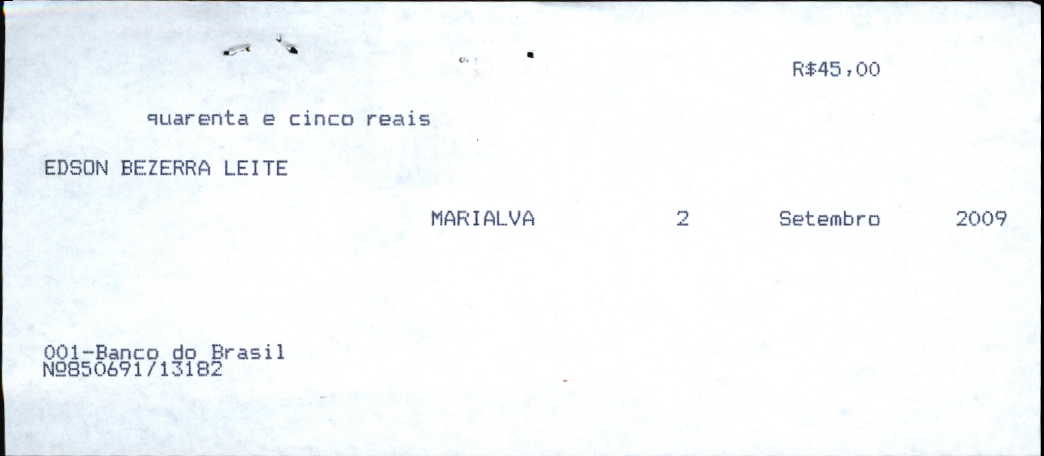 R$45,00
quarenta e cinco reais
EDSON BEZERRA LEITE
MARIALVA 2 Setembro 2009
001-Banco do Brasil
Nº850691/13182